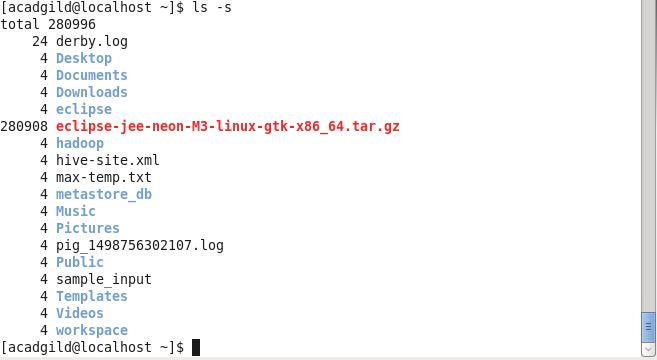 [acadgild@localhost ~]$ ls -s
total 280996
24 derby.log
4 Desktop
4 Documents
4 Downloads
4 eclipse
280908 eclipse-jee-neon-M3-linux-gtk-x86_64.tar.gz
4 hadoop
4 hive-site.xml
4 max-temp.txt
4 metastore_db
4 Music
4 Pictures
4 pig_1498756302107.log
4 Public
4 sample_input
4 Templates
4 Videos
4 workspace
[acadgild@localhost ~]$